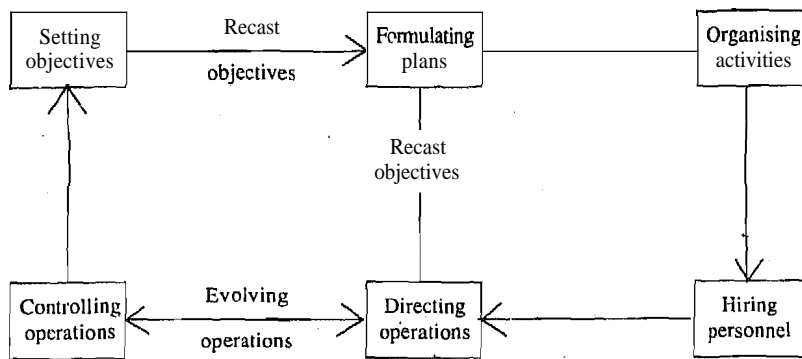 Setting
objectives
Recast
objectives
Formulating
plans
Organising
activities
Recast
objectives
Controlling
operations
Evolving
operations
Directing
operations
Hiring
personnel